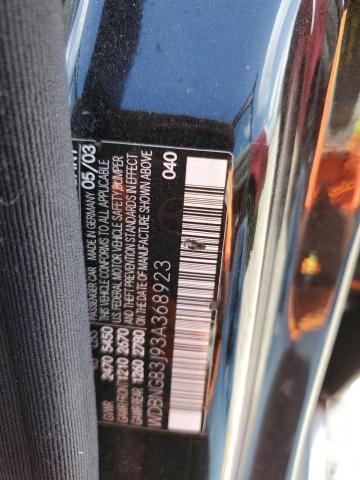 MADE IN GERMANY 05/03
PASSENGER CAR
THIS VEHICLE CONFORMS TO ALL APPLICABLE
U.S. FEDERAL MOTOR VEHICLE SAFETY BUMPER
AND THEFT PREVENTION STANDARDS IN EFFECT
ON THE DATE OF MANUFACTURE SHOWN ABOVE
040
KG LBS
GVWR 2470 5450
GAWR FRONT 1210 2670
GAWR REAR 1260 2780
WDBNG83J93A368923